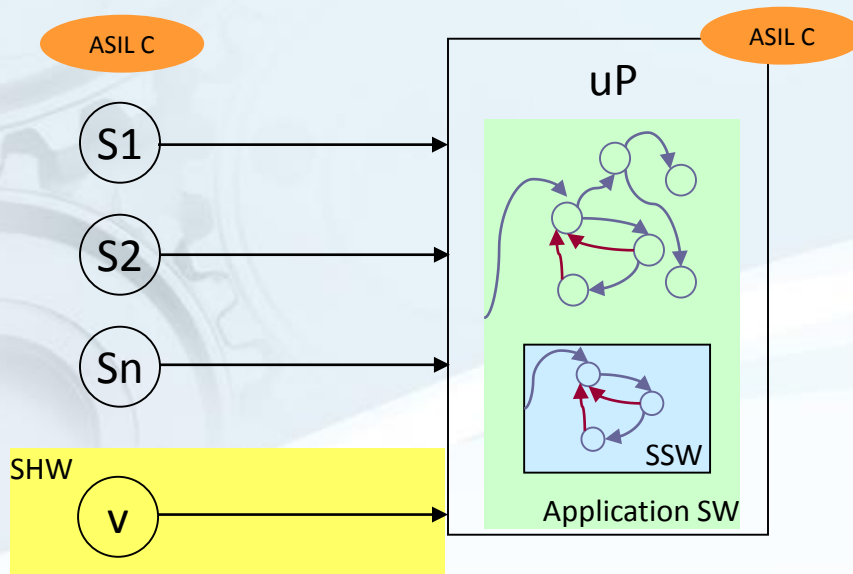 ASIL C
ASIL C
uP
S1
S2
Sn
SHW
v
SSW
Application SW